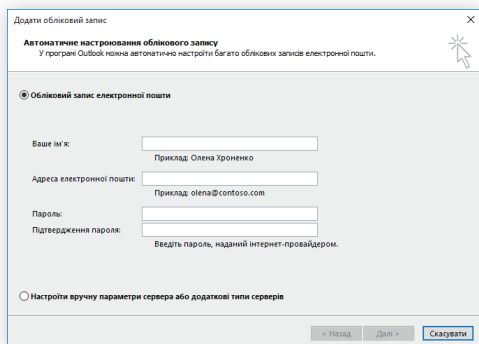 Додати обліковий запис
Автоматичне настроювання облікового запису
У програмі Outlook можна автоматично настроїти багато облікових записів електронної пошти.
Обліковий запис електронної пошти
Ваше ім'я:
Приклад: Олена Хроненко
Адреса електронної пошти:
Приклад: olena@contoso.com
Пароль:
Підтвердження пароля:
Введіть пароль, наданий інтернет-провайдером.
Настроїти вручну параметри сервера або додаткові типи серверів
< Назад Далі > Скасувати